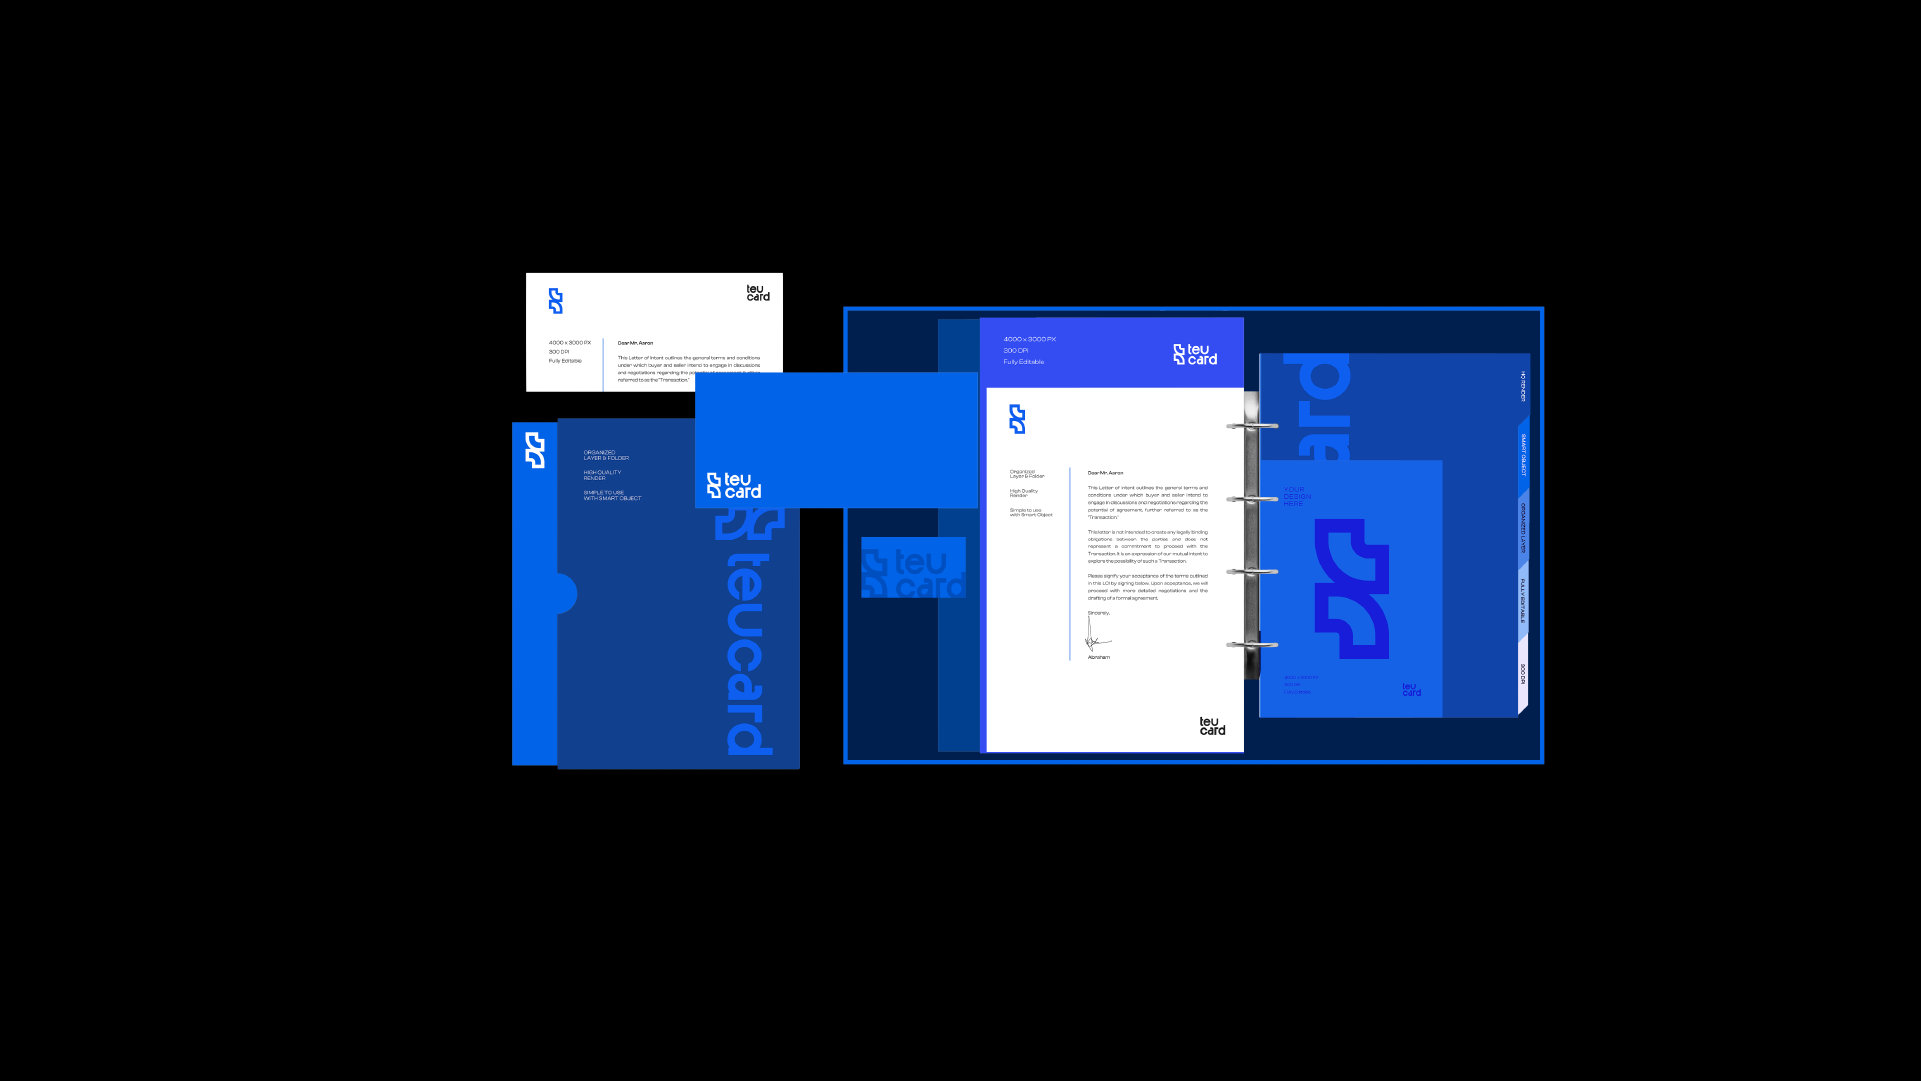 teu
card
4000 x 3000 PX
300 DPI
Fully Editable
Dear Mr. Aaron
This Letter of Intent outlines the general terms and conditions
under which buyer and seller intend to engage in discussions
and negotiations regarding the
referred to as the "Transaction."
ORGANIZED
LAYER & FOLDER
HIGH QUALITY
RENDER
SIMPLE TO USE
WITH SMART OBJECT
teucard
teu
card
teu
card
4000 x 3000 PX
300 DPI
Fully Editable
teu
card
Organized
Layer & Folder
High Quality
Render
Simple to use
with Smart Object
Dear Mr. Aaron
This Letter of Intent outlines the general terms and
conditions under which buyer and seller intend to
engage in discussions and negotiations regarding the
potential of agreement, further referred to as the
"Transaction."
This letter is not intended to create any legally binding
obligations between the parties and does not
represent a commitment to proceed with the
Transaction. It is an expression of our mutual intent to
explore the possibility of such a Transaction.
Please signify your acceptance of the terms outlined
in this LOI by signing below. Upon acceptance, we will
proceed with more detailed negotiations and the
drafting of a formal agreement.
Sincerely,
Abraham
teu
card
ard
YOUR
DESIGN
HERE
teu
card
HQ RENDER
SMART OBJECT
ORGANIZED LAYER
FULLY EDITABLE
300 DPI